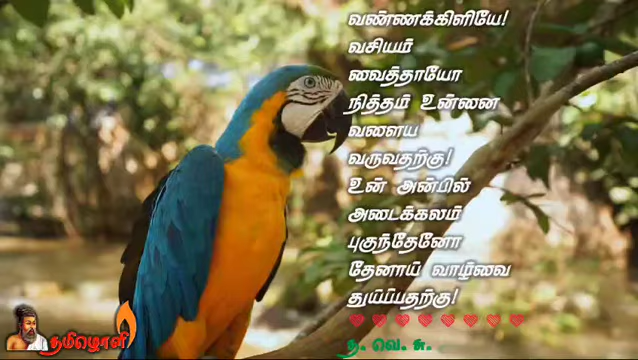 வண்ணக்கிளியே!
வசியம்
வைத்தாயோ
நித்தம் உன்னை
வளைய
வருவதற்கு!
உன் அன்பில்
அடைக்கலம்
புகுந்தேனோ
தேனாய் வாழ்வை
துய்ப்பதற்கு!
த. வெ. சு.
தமிழொளி